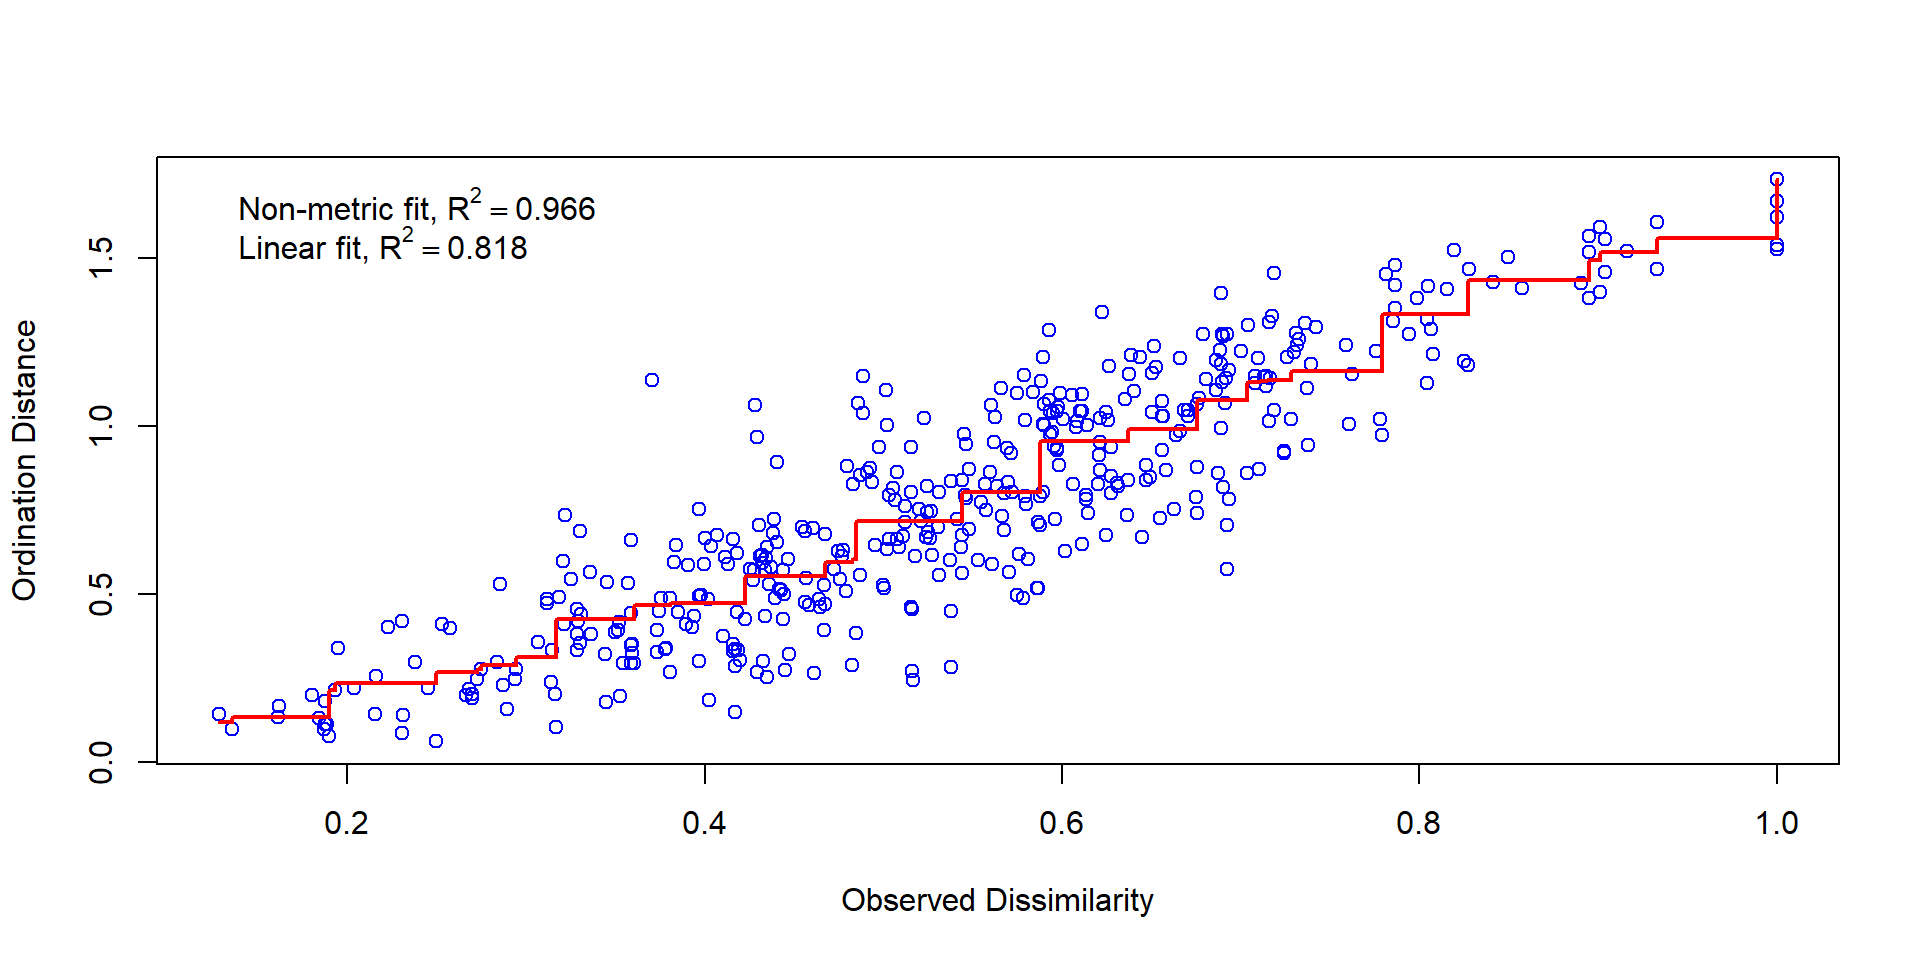 Non-metric fit, R² = 0.966
Linear fit, R² = 0.818
Ordination Distance
0.0
0.5
1.0
1.5
0.2 0.4 0.6 0.8 1.0
Observed Dissimilarity